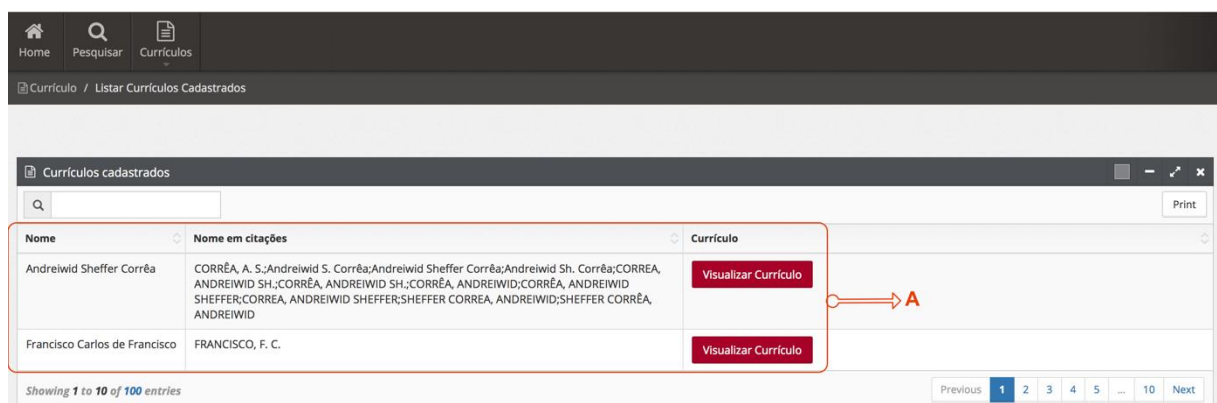 Home Pesquisar Currículos
Currículo / Listar Currículos Cadastrados
Currículos cadastrados
Print
Nome Nome em citações Currículo
Andreiwid Sheffer Corrêa CORRÊA, A. S.;Andreiwid S. Corrêa;Andreiwid Sheffer Corrêa;Andreiwid Sh. Corrêa;CORREA, Visualizar Currículo
ANDREIWID SH.;CORRÊA, ANDREIWID SH.;CORRÊA, ANDREIWID;CORRÊA, ANDREIWID
SHEFFER;CORREA, ANDREIWID SHEFFER;SHEFFER CORREA, ANDREIWID;SHEFFER CORRÊA,
ANDREIWID
A
Francisco Carlos de Francisco FRANCISCO, F. C. Visualizar Currículo
Showing 1 to 10 of 100 entries Previous 1 2 3 4 5 ... 10 Next